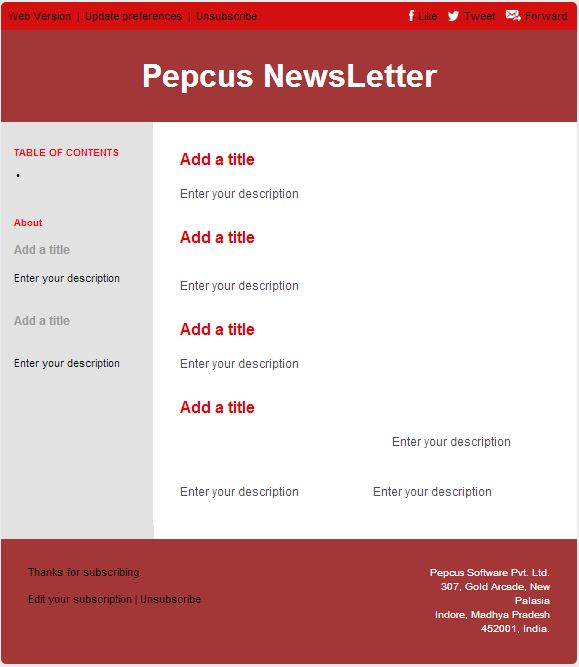 Web Version | Update preferences | Unsubscribe
Like Tweet Forward
Pepcus NewsLetter
TABLE OF CONTENTS
•
About
Add a title
Enter your description
Add a title
Enter your description
Add a title
Enter your description
Add a title
Enter your description
Add a title
Enter your description
Add a title
Enter your description
Enter your description
Enter your description
Thanks for subscribing.
Edit your subscription | Unsubscribe
Pepcus Software Pvt. Ltd.
307, Gold Arcade, New
Palasia
Indore, Madhya Pradesh
452001, India.